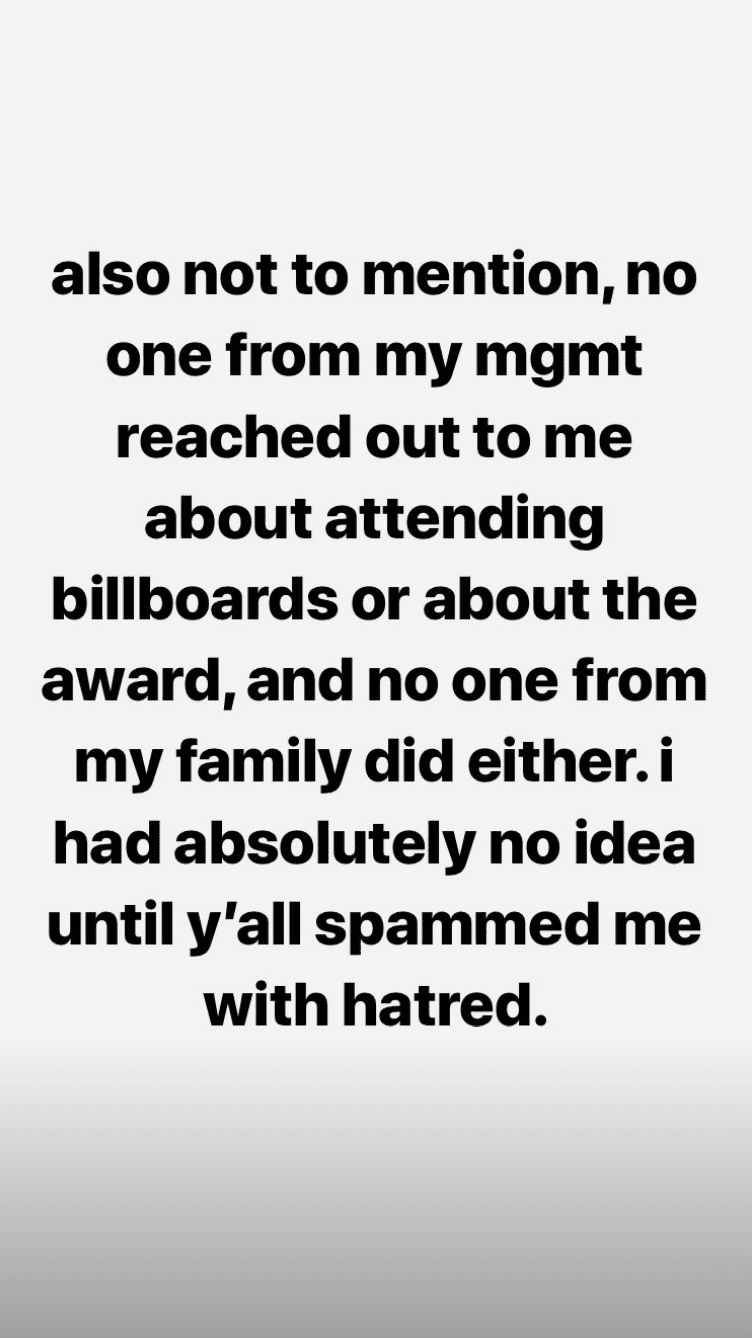 also not to mention, no
one from my mgmt
reached out to me
about attending
billboards or about the
award, and no one from
my family did either. i
had absolutely no idea
until y’all spammed me
with hatred.